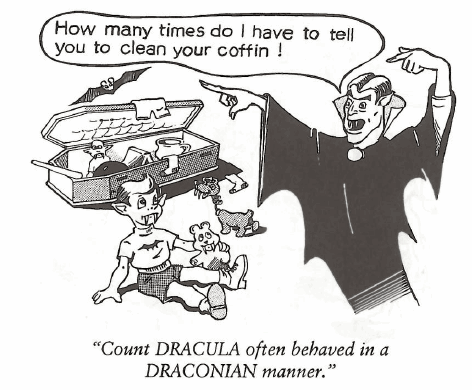 How many times do I have to tell
you to clean your coffin !
"Count DRACULA often behaved in a
DRACONIAN manner."